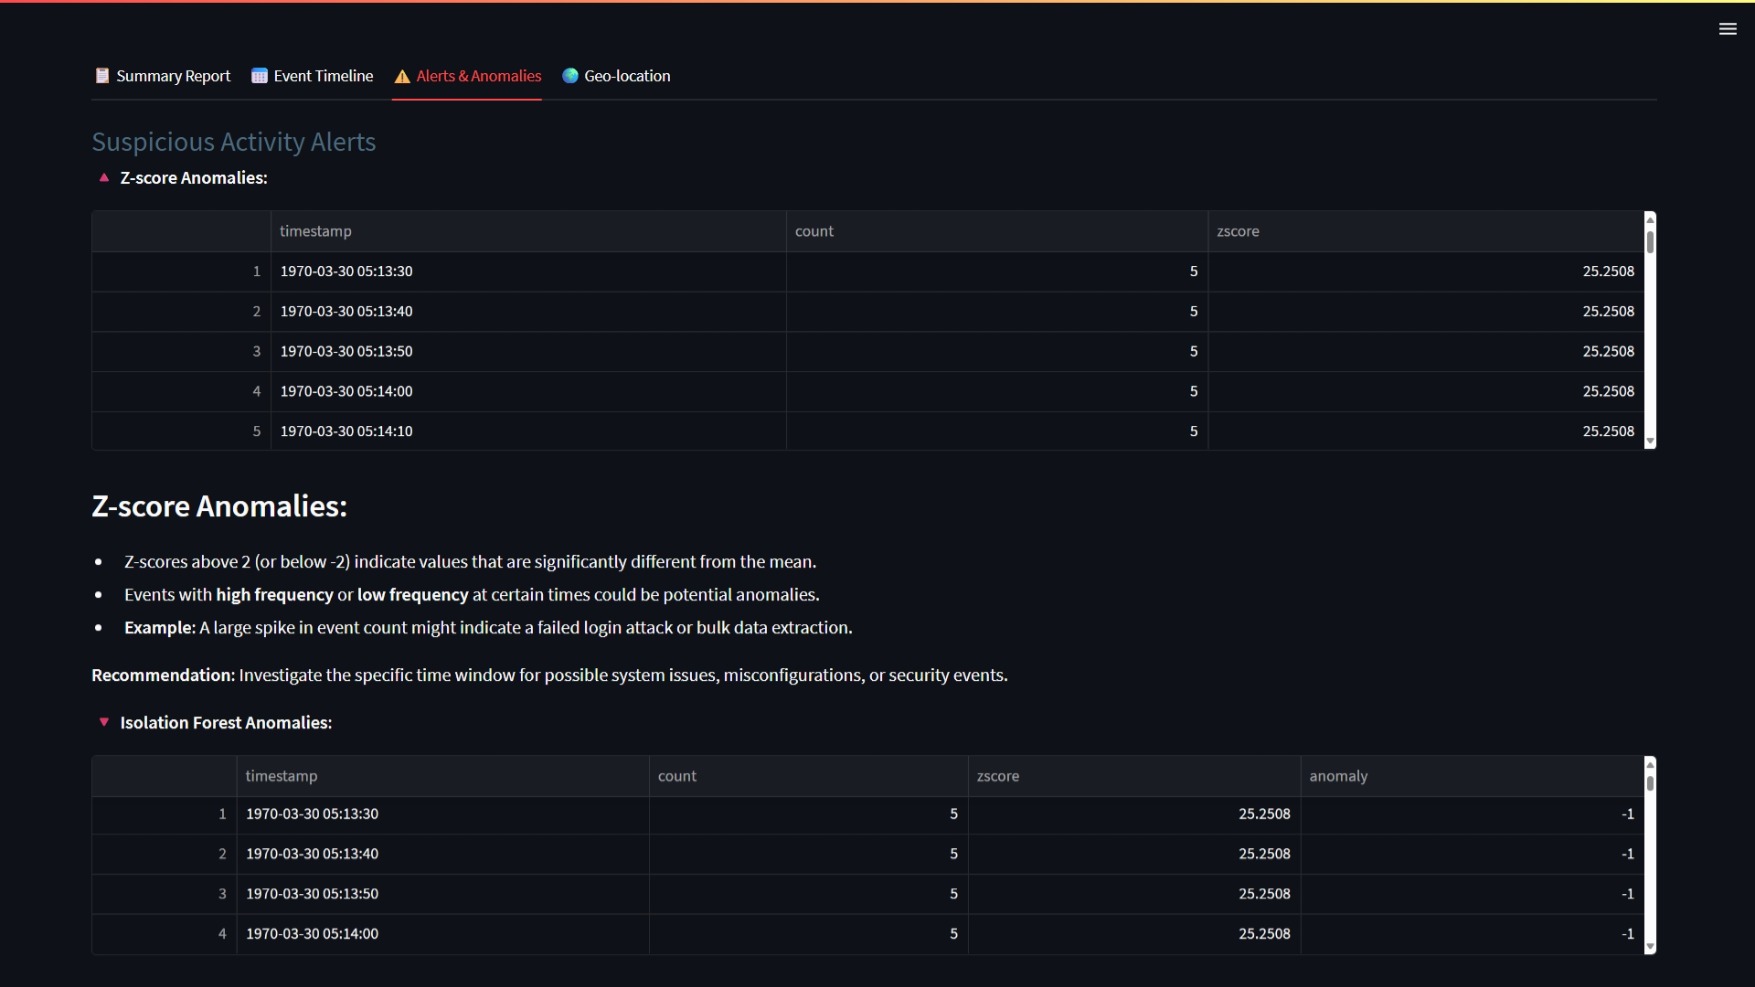 Summary Report Event Timeline Alerts & Anomalies Geo-location
Suspicious Activity Alerts
Z-score Anomalies:
timestamp count zscore
1 1970-03-30 05:13:30 5 25.2508
2 1970-03-30 05:13:40 5 25.2508
3 1970-03-30 05:13:50 5 25.2508
4 1970-03-30 05:14:00 5 25.2508
5 1970-03-30 05:14:10 5 25.2508
Z-score Anomalies:
• Z-scores above 2 (or below -2) indicate values that are significantly different from the mean.
• Events with high frequency or low frequency at certain times could be potential anomalies.
• Example: A large spike in event count might indicate a failed login attack or bulk data extraction.
Recommendation: Investigate the specific time window for possible system issues, misconfigurations, or security events.
Isolation Forest Anomalies:
timestamp count zscore anomaly
1 1970-03-30 05:13:30 5 25.2508 -1
2 1970-03-30 05:13:40 5 25.2508 -1
3 1970-03-30 05:13:50 5 25.2508 -1
4 1970-03-30 05:14:00 5 25.2508 -1